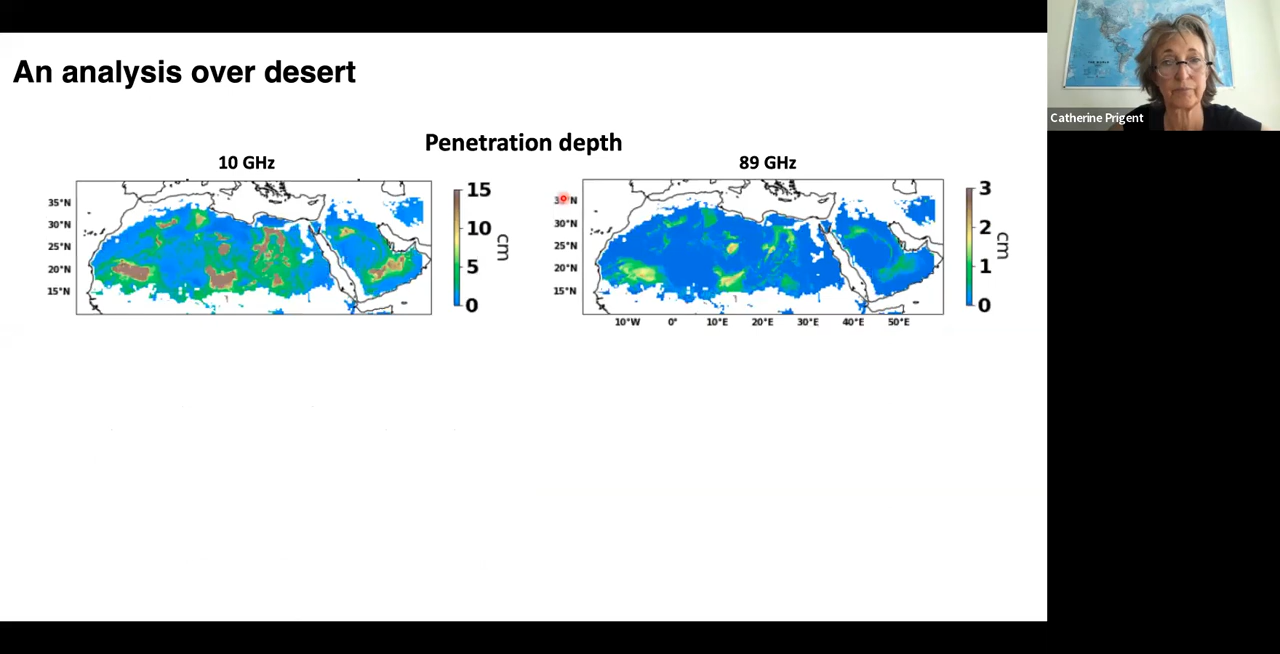 An analysis over desert
Penetration depth
10 GHz
89 GHz
35°N
30°N
25°N
20°N
15°N
15
10
5
0
cm
30°N
25°N
20°N
15°N
10°W 0° 10°E 20°E 30°E 40°E 50°E
3
2
1
0
cm
Catherine Prigent